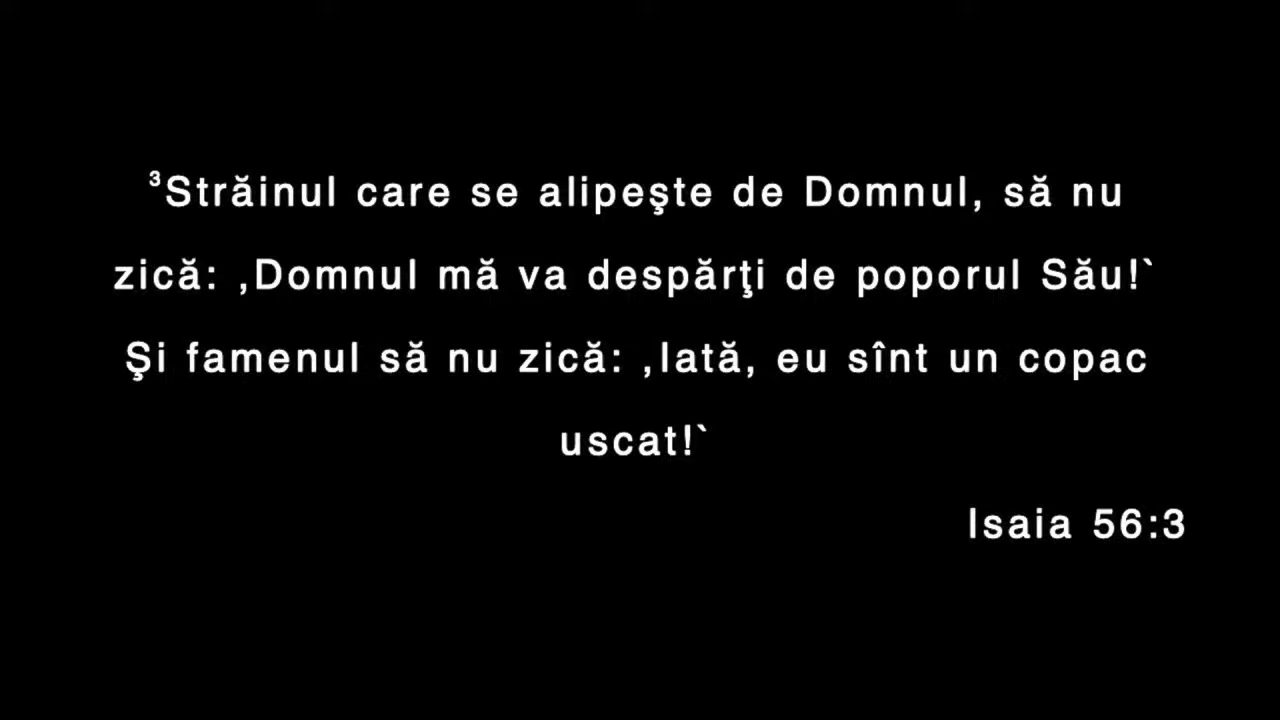 ³Străinul care se alipeşte de Domnul, să nu
zică: ‚Domnul mă va despărţi de poporul Său!`
Şi famenul să nu zică: ‚Iată, eu sînt un copac
uscat!`
Isaia 56:3